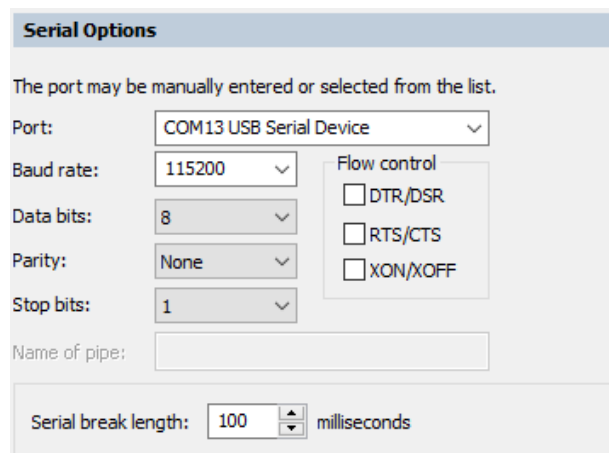 Serial Options
The port may be manually entered or selected from the list.
Port: COM13 USB Serial Device
Baud rate: 115200
Flow control
DTR/DSR
Data bits: 8
RTS/CTS
Parity: None
XON/XOFF
Stop bits: 1
Name of pipe:
Serial break length: 100 milliseconds